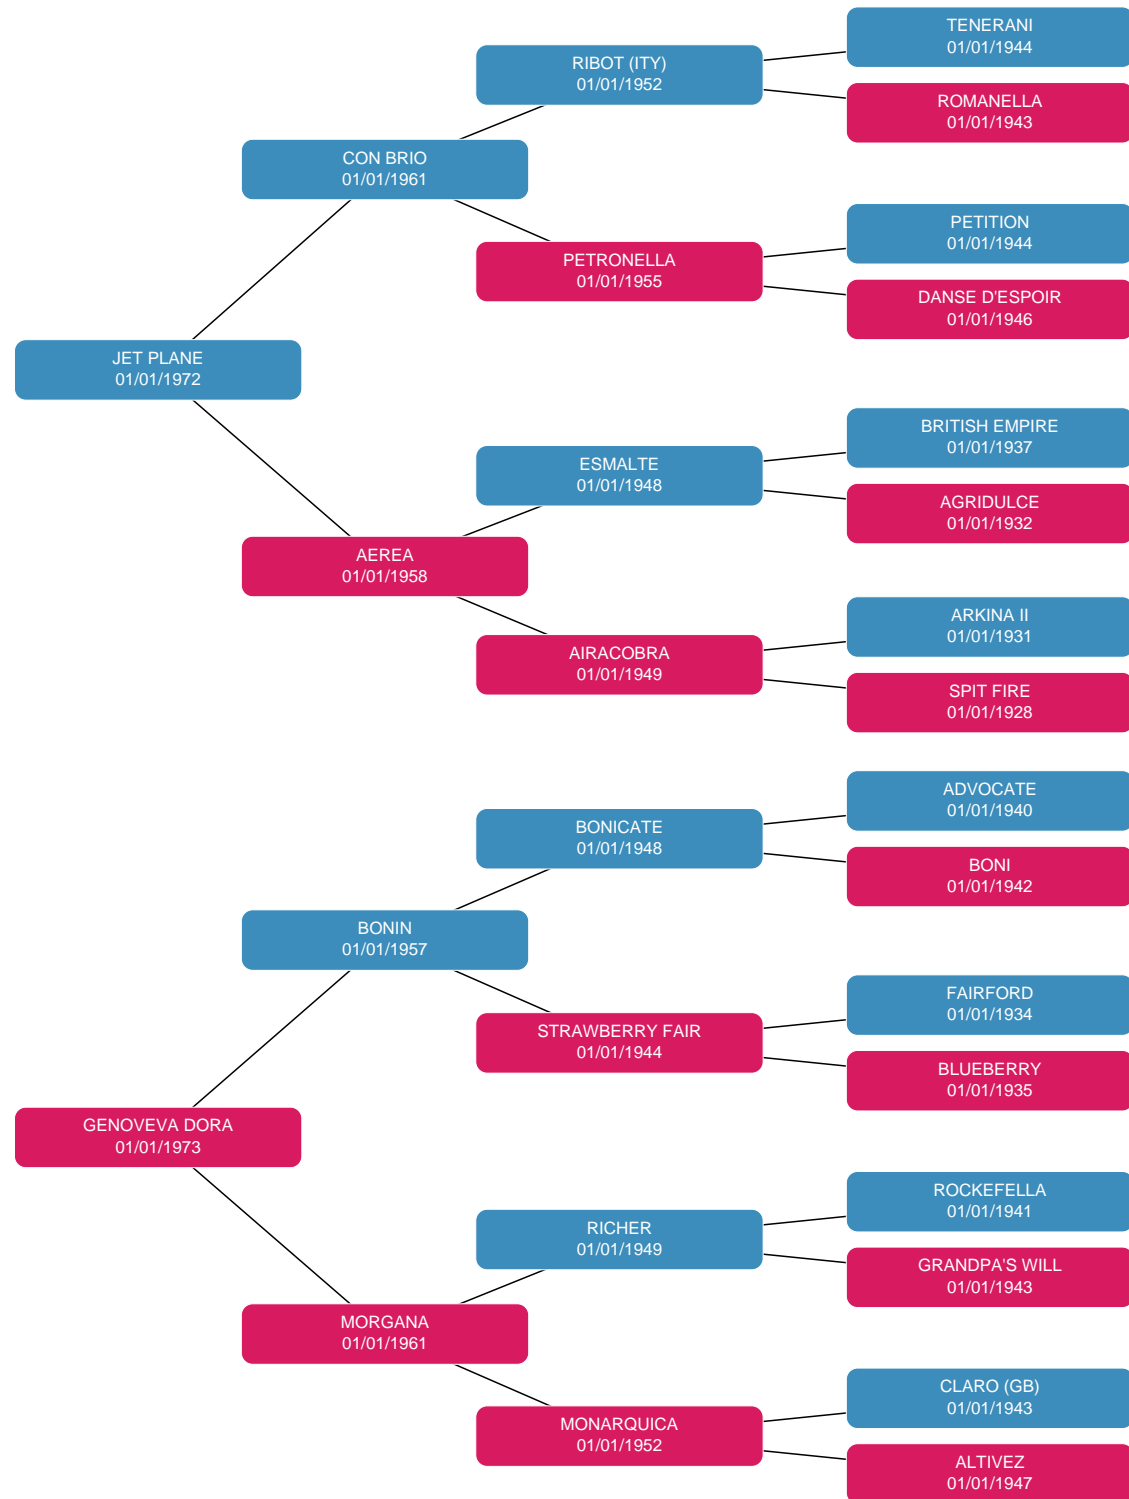 TENERANI
01/01/1944
RIBOT (ITY)
01/01/1952
ROMANELLA
01/01/1943
CON BRIO
01/01/1961
PETITION
01/01/1944
PETRONELLA
01/01/1955
DANSE D'ESPOIR
01/01/1946
JET PLANE
01/01/1972
BRITISH EMPIRE
01/01/1937
ESMALTE
01/01/1948
AGRIDULCE
01/01/1932
AEREA
01/01/1958
ARKINA II
01/01/1931
AIRACOBRA
01/01/1949
SPIT FIRE
01/01/1928
ADVOCATE
01/01/1940
BONICATE
01/01/1948
BONI
01/01/1942
BONIN
01/01/1957
FAIRFORD
01/01/1934
STRAWBERRY FAIR
01/01/1944
BLUEBERRY
01/01/1935
GENOVEVA DORA
01/01/1973
ROCKEFELLA
01/01/1941
RICHER
01/01/1949
GRANDPA'S WILL
01/01/1943
MORGANA
01/01/1961
CLARO (GB)
01/01/1943
MONARQUICA
01/01/1952
ALTIVEZ
01/01/1947